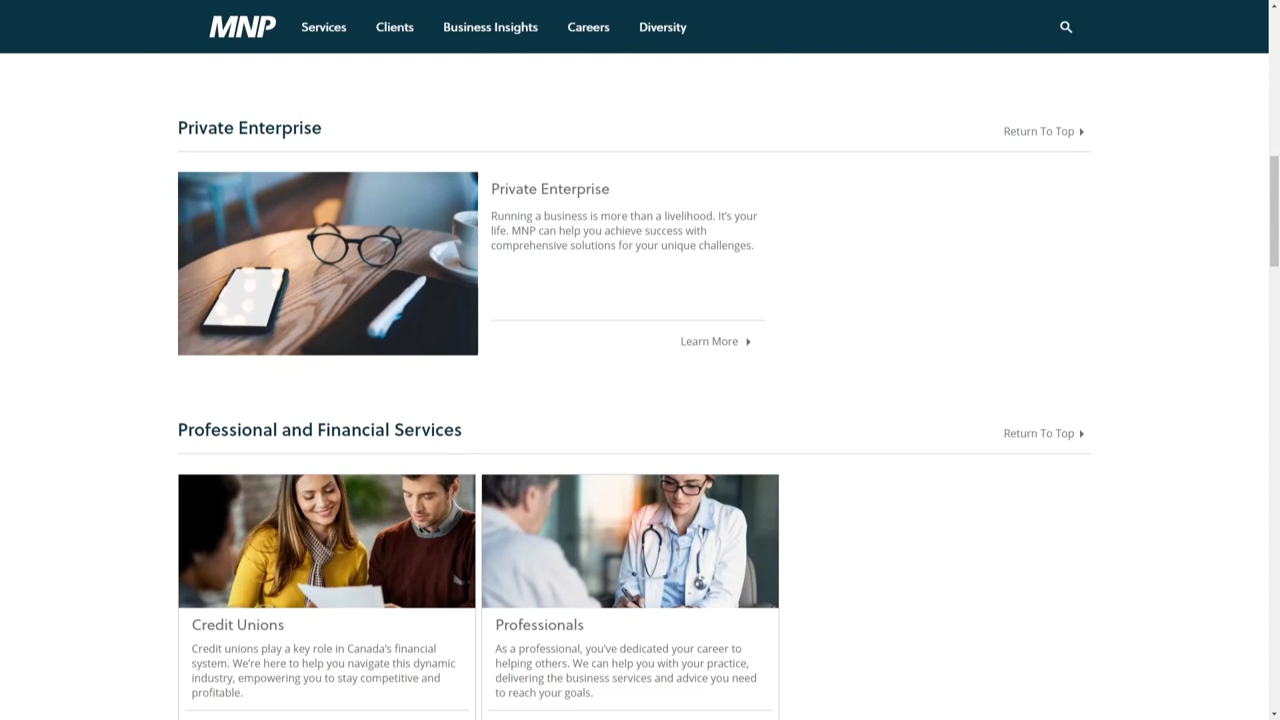 MNP Services Clients Business Insights Careers Diversity
Private Enterprise
Return To Top
Private Enterprise
Running a business is more than a livelihood. It's your
life. MNP can help you achieve success with
comprehensive solutions for your unique challenges.
Learn More
Professional and Financial Services
Return To Top
Credit Unions
Credit unions play a key role in Canada's financial
system. We're here to help you navigate this dynamic
industry, empowering you to stay competitive and
profitable.
Professionals
As a professional, you've dedicated your career to
helping others. We can help you with your practice,
delivering the business services and advice you need
to reach your goals.